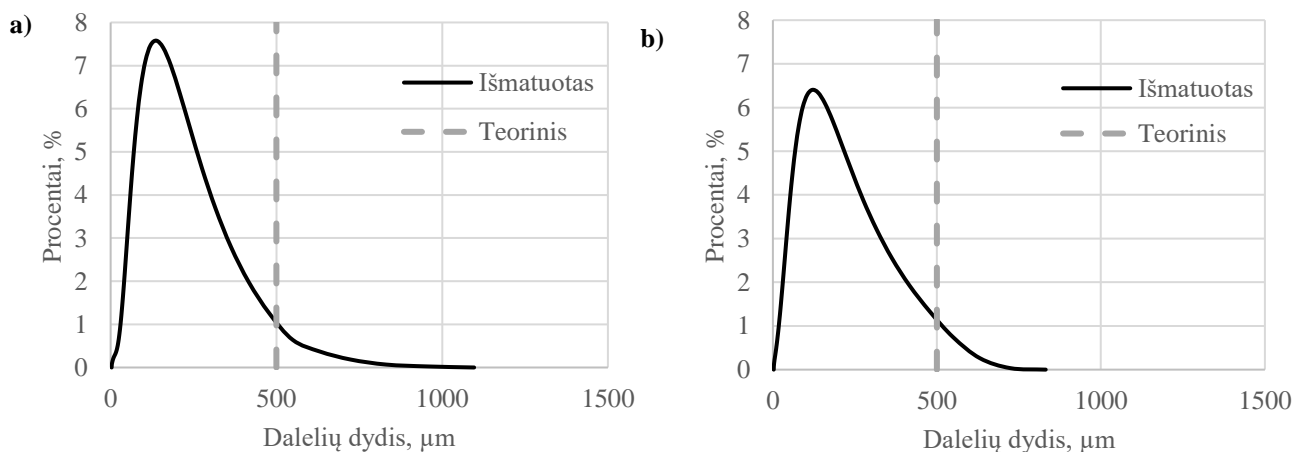 a)
Procentai, %
8
7
6
5
4
3
2
1
0
0 500 1000 1500
Dalelių dydis, µm
Išmatuotas
Teorinis
b)
Procentai, %
8
7
6
5
4
3
2
1
0
0 500 1000 1500
Dalelių dydis, µm
Išmatuotas
Teorinis